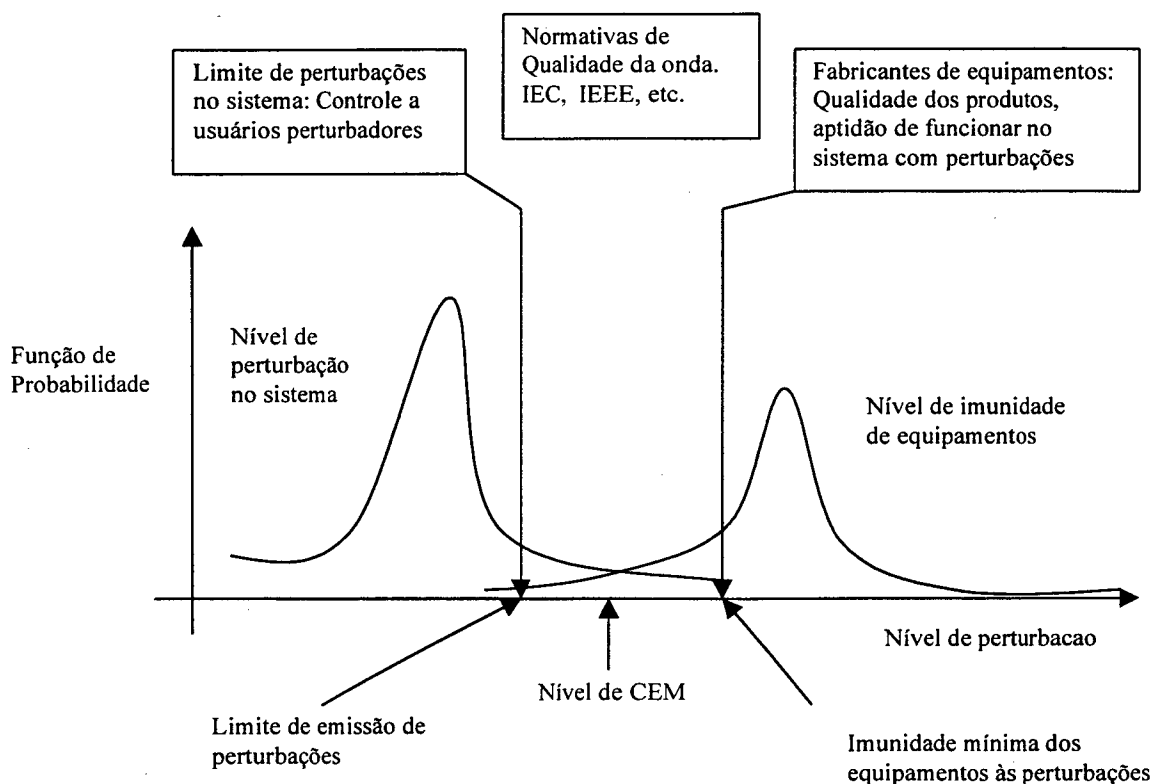 Normativas de
Qualidade da onda.
IEC, IEEE, etc.
Limite de perturbações
no sistema: Controle a
usuários perturbadores
Fabricantes de equipamentos:
Qualidade dos produtos,
aptidão de funcionar no
sistema com perturbações
Função de
Probabilidade
Nível de
perturbação
no sistema
Nível de imunidade
de equipamentos
Nível de perturbacao
Nível de CEM
Limite de emissão de
perturbações
Imunidade mínima dos
equipamentos às perturbações